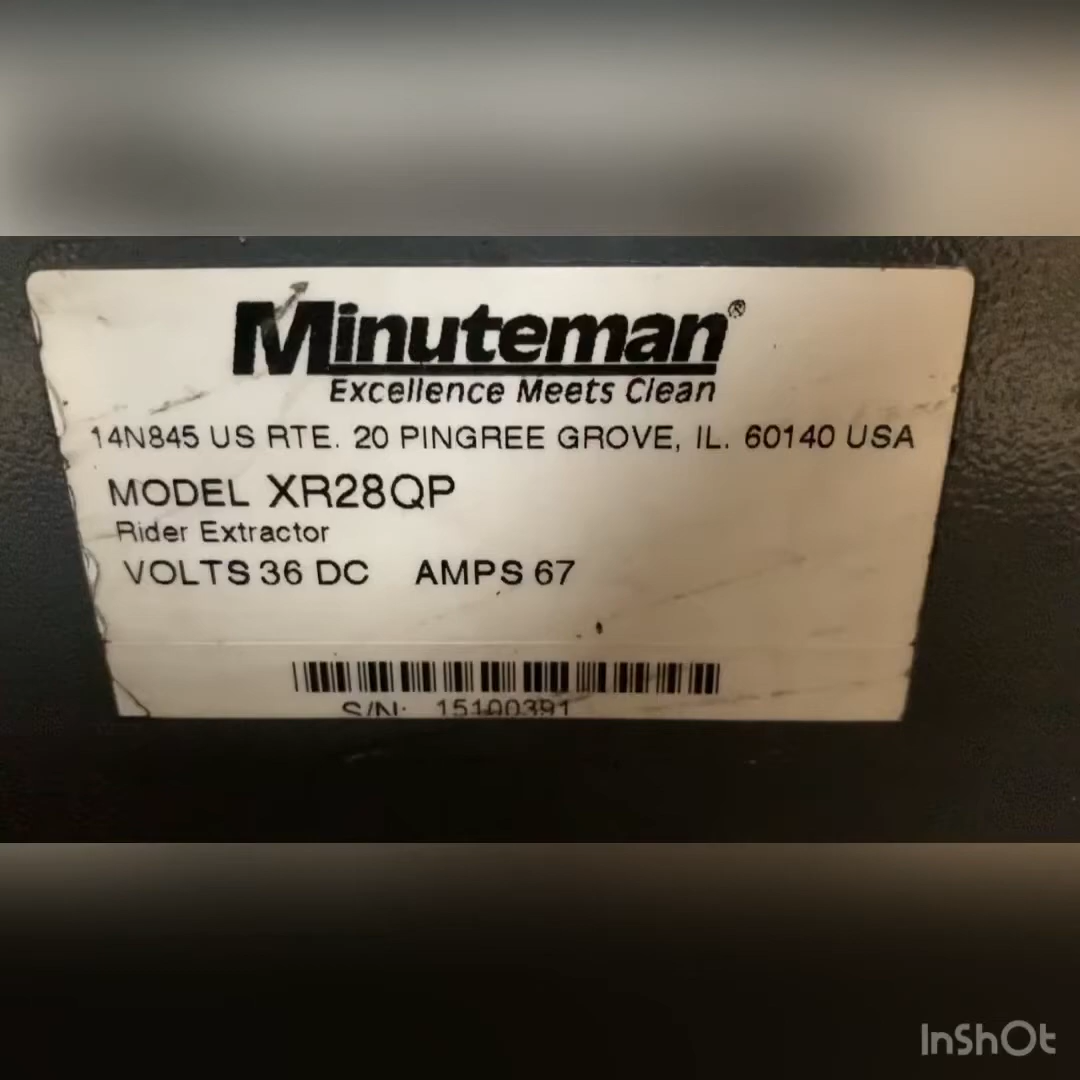 Minuteman®
Excellence Meets Clean
14N845 US RTE. 20 PINGREE GROVE, IL. 60140 USA
MODEL XR28QP
Rider Extractor
VOLTS 36 DC AMPS 67
S/N: 15100391
InShOt